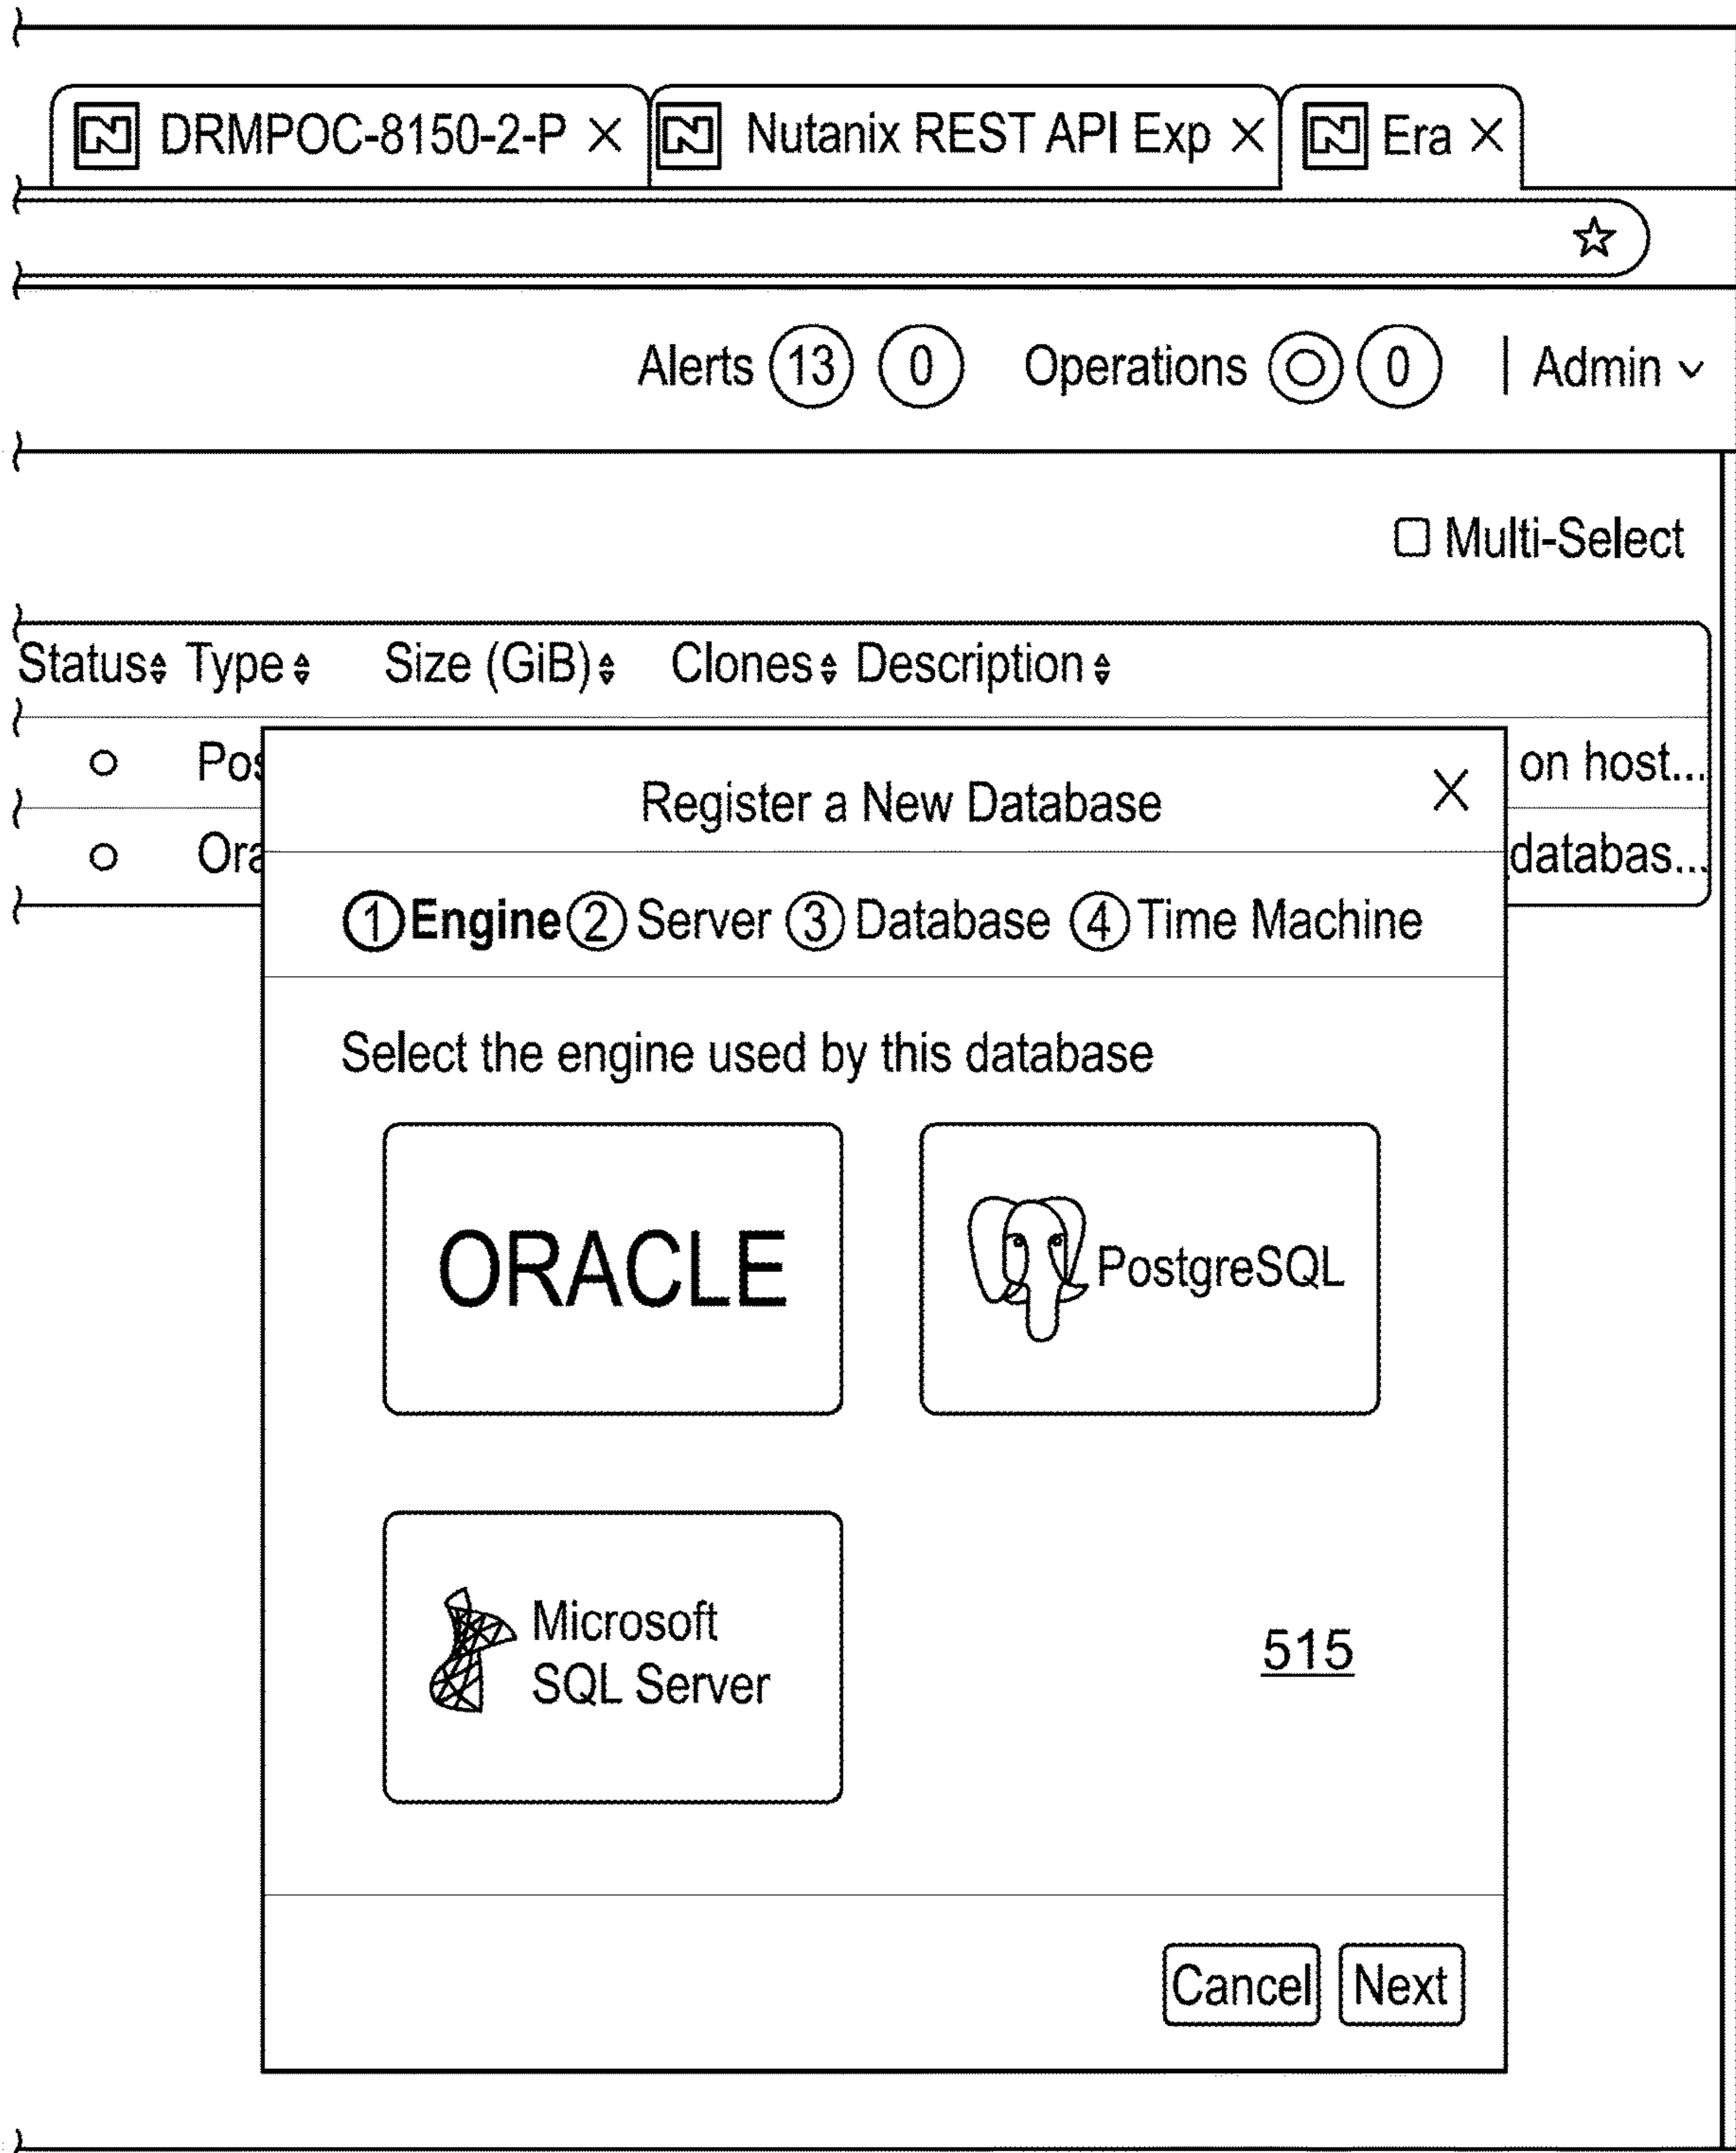 DRMPOC-8150-2-P Nutanix REST API Exp Era
Alerts 13 0 Operations 0 Admin
Multi-Select
Status Type Size (GiB) Clones Description
Pos on host...
Ora databas...
Register a New Database
1 Engine 2 Server 3 Database 4 Time Machine
Select the engine used by this database
ORACLE
PostgreSQL
Microsoft
SQL Server
515
Cancel Next